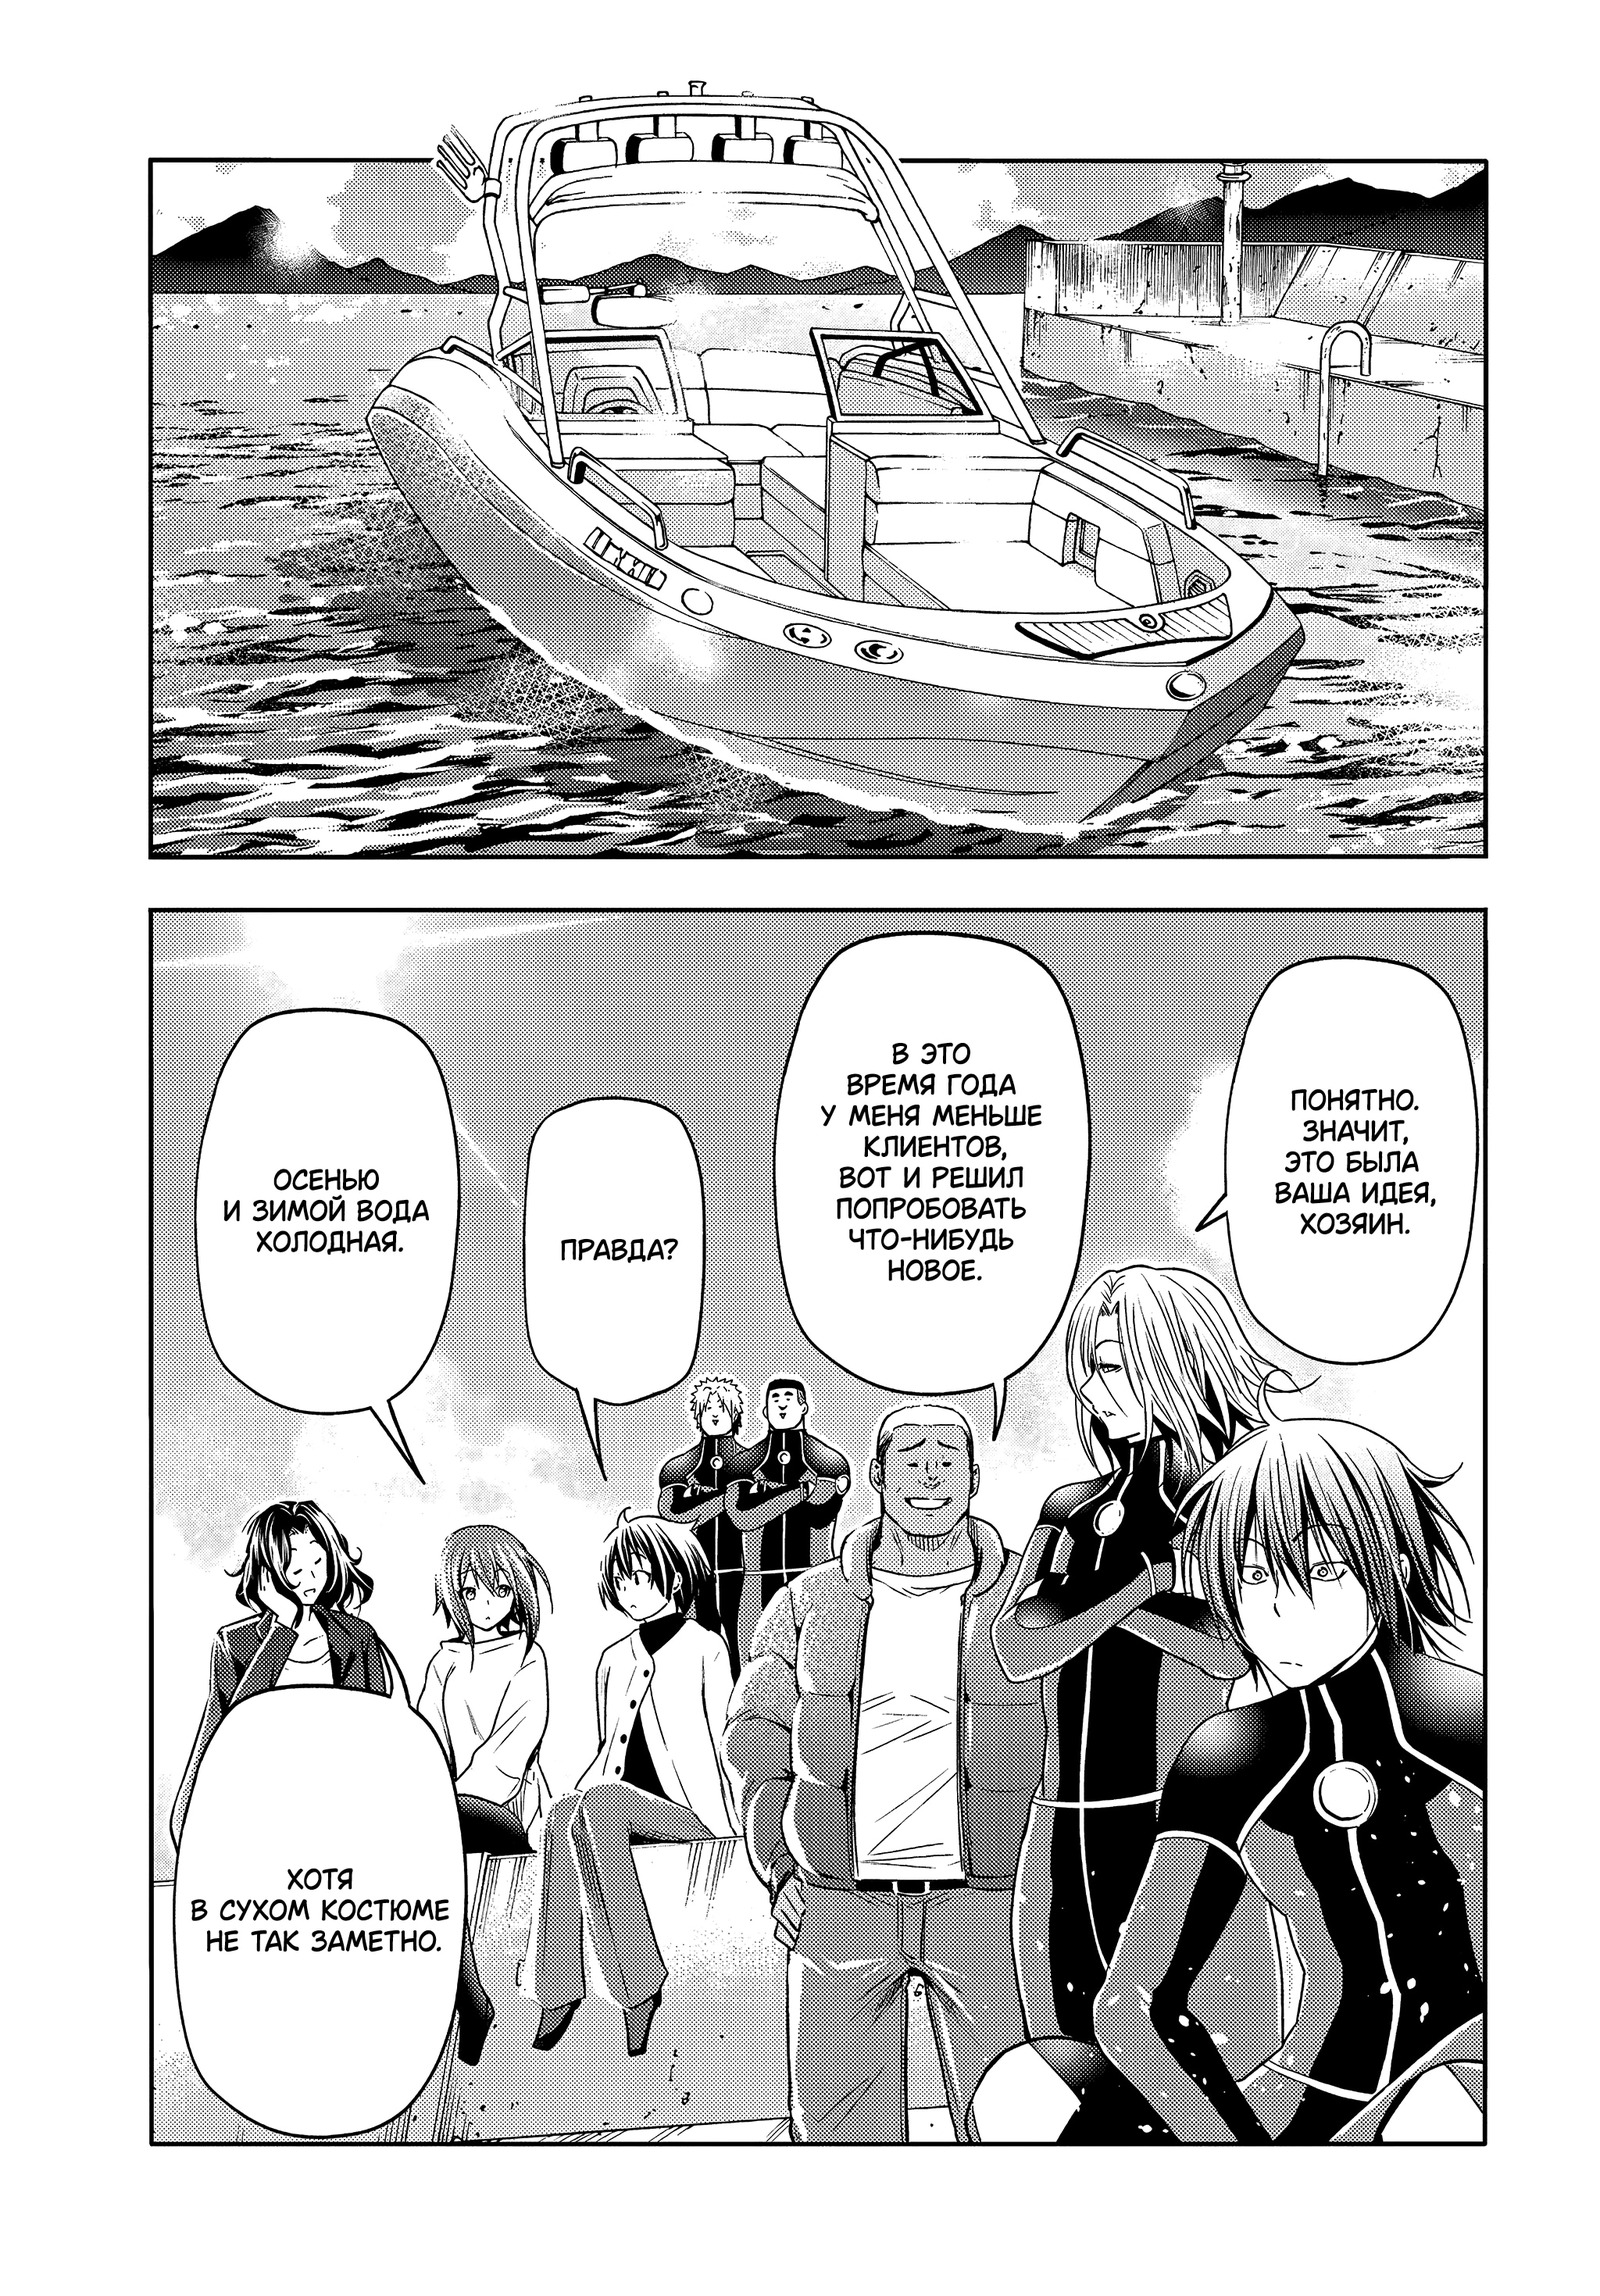 ПОНЯТНО.
ЗНАЧИТ,
ЭТО БЫЛА
ВАША ИДЕЯ,
ХОЗЯИН.
В ЭТО
ВРЕМЯ ГОДА
У МЕНЯ МЕНЬШЕ
КЛИЕНТОВ,
ВОТ И РЕШИЛ
ПОПРОБОВАТЬ
ЧТО-НИБУДЬ
НОВОЕ.
ПРАВДА?
ОСЕНЬЮ
И ЗИМОЙ ВОДА
ХОЛОДНАЯ.
ХОТЯ
В СУХОМ КОСТЮМЕ
НЕ ТАК ЗАМЕТНО.